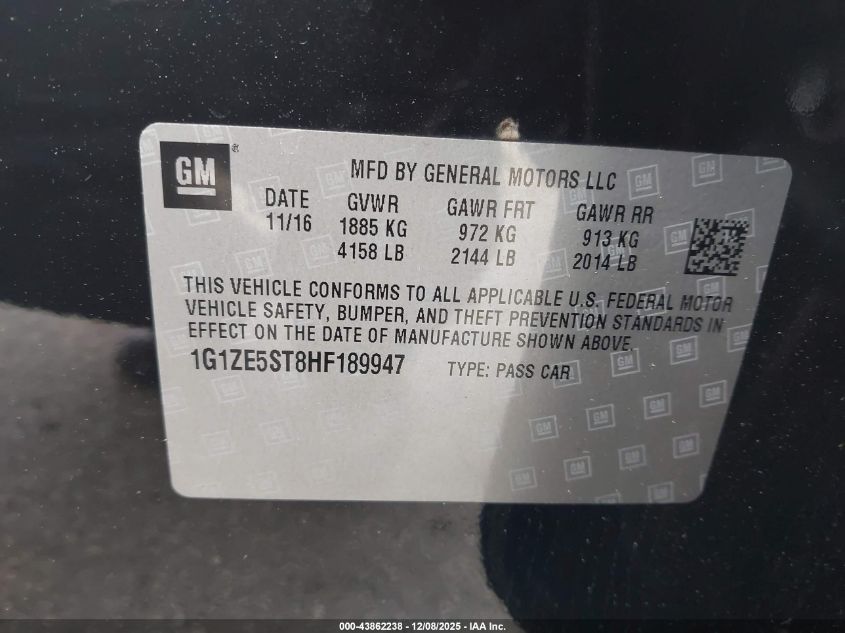 GM ®
MFD BY GENERAL MOTORS LLC
DATE GVWR GAWR FRT GAWR RR
11/16 1885 KG 972 KG 913 KG
4158 LB 2144 LB 2014 LB
THIS VEHICLE CONFORMS TO ALL APPLICABLE U.S. FEDERAL MOTOR
VEHICLE SAFETY, BUMPER, AND THEFT PREVENTION STANDARDS IN
EFFECT ON THE DATE OF MANUFACTURE SHOWN ABOVE.
1G1ZE5ST8HF189947 TYPE: PASS CAR
000-43862238 - 12/08/2025 - IAA Inc.